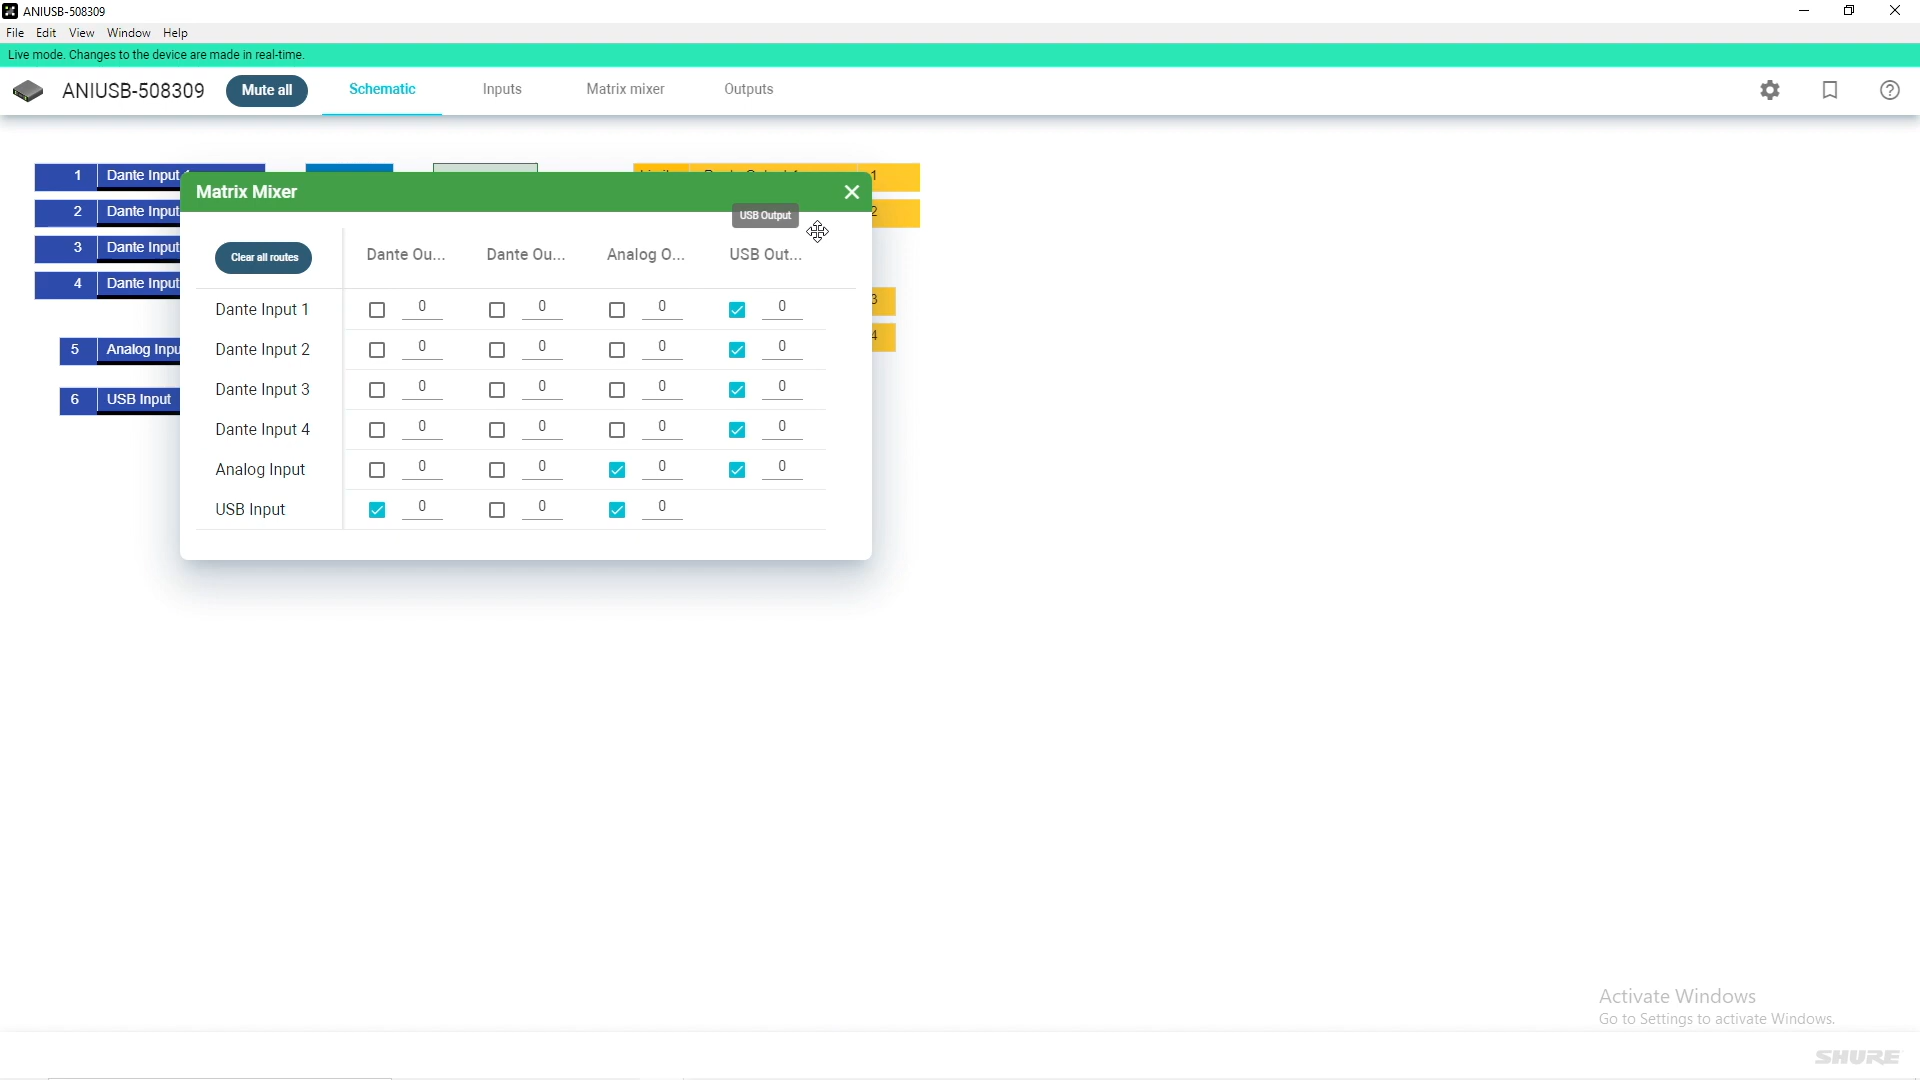 ANIUSB-508309
File Edit View Window Help
Live mode. Changes to the device are made in real-time.
ANIUSB-508309 Mute all Schematic Inputs Matrix mixer Outputs
1 Dante Input 1
2 Dante Input 2
3 Dante Input 3
4 Dante Input 4
5 Analog Inpu
6 USB Input
Matrix Mixer
USB Output
Clear all routes Dante Ou... Dante Ou... Analog O... USB Out...
Dante Input 1 0 0 0 0
Dante Input 2 0 0 0 0
Dante Input 3 0 0 0 0
Dante Input 4 0 0 0 0
Analog Input 0 0 0 0
USB Input 0 0 0
Activate Windows
Go to Settings to activate Windows.
SHURE